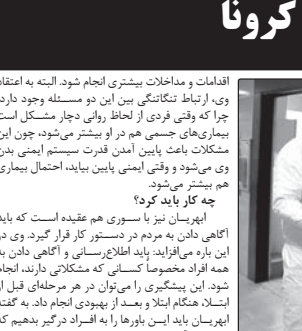 کرونا
اقدامات و مداخلات بیشتری انجام شود. البته به اعتقاد
وی، ارتباط تنگاتنگی بین این دو مسئله وجود دارد
چرا که وقتی فردی از لحاظ روانی دچار مشکل است
بیماری‌های جسمی هم در او بیشتر می‌شود، چون این
مشکلات باعث پایین آمدن قدرت سیستم ایمنی بدن
وی می‌شود و وقتی ایمنی پایین بیاید، احتمال بیماری
هم بیشتر می‌شود.
چه کار باید کرد؟
ابهریان نیز با سوری هم عقیده است که باید
آگاهی دادن به مردم در دستور کار قرار گیرد. وی در
این باره می‌افزاید: باید اطلاع‌رسانی و آگاهی دادن به
همه افراد مخصوصاً کسانی که مشکلاتی دارند، انجام
شود. این پیشگیری را می‌توان در هر مرحله‌ای قبل از
ابتلا، هنگام ابتلا و بعد از بهبودی انجام داد. به گفته
ابهریان باید این باورها را به افراد درگیر بدهیم که